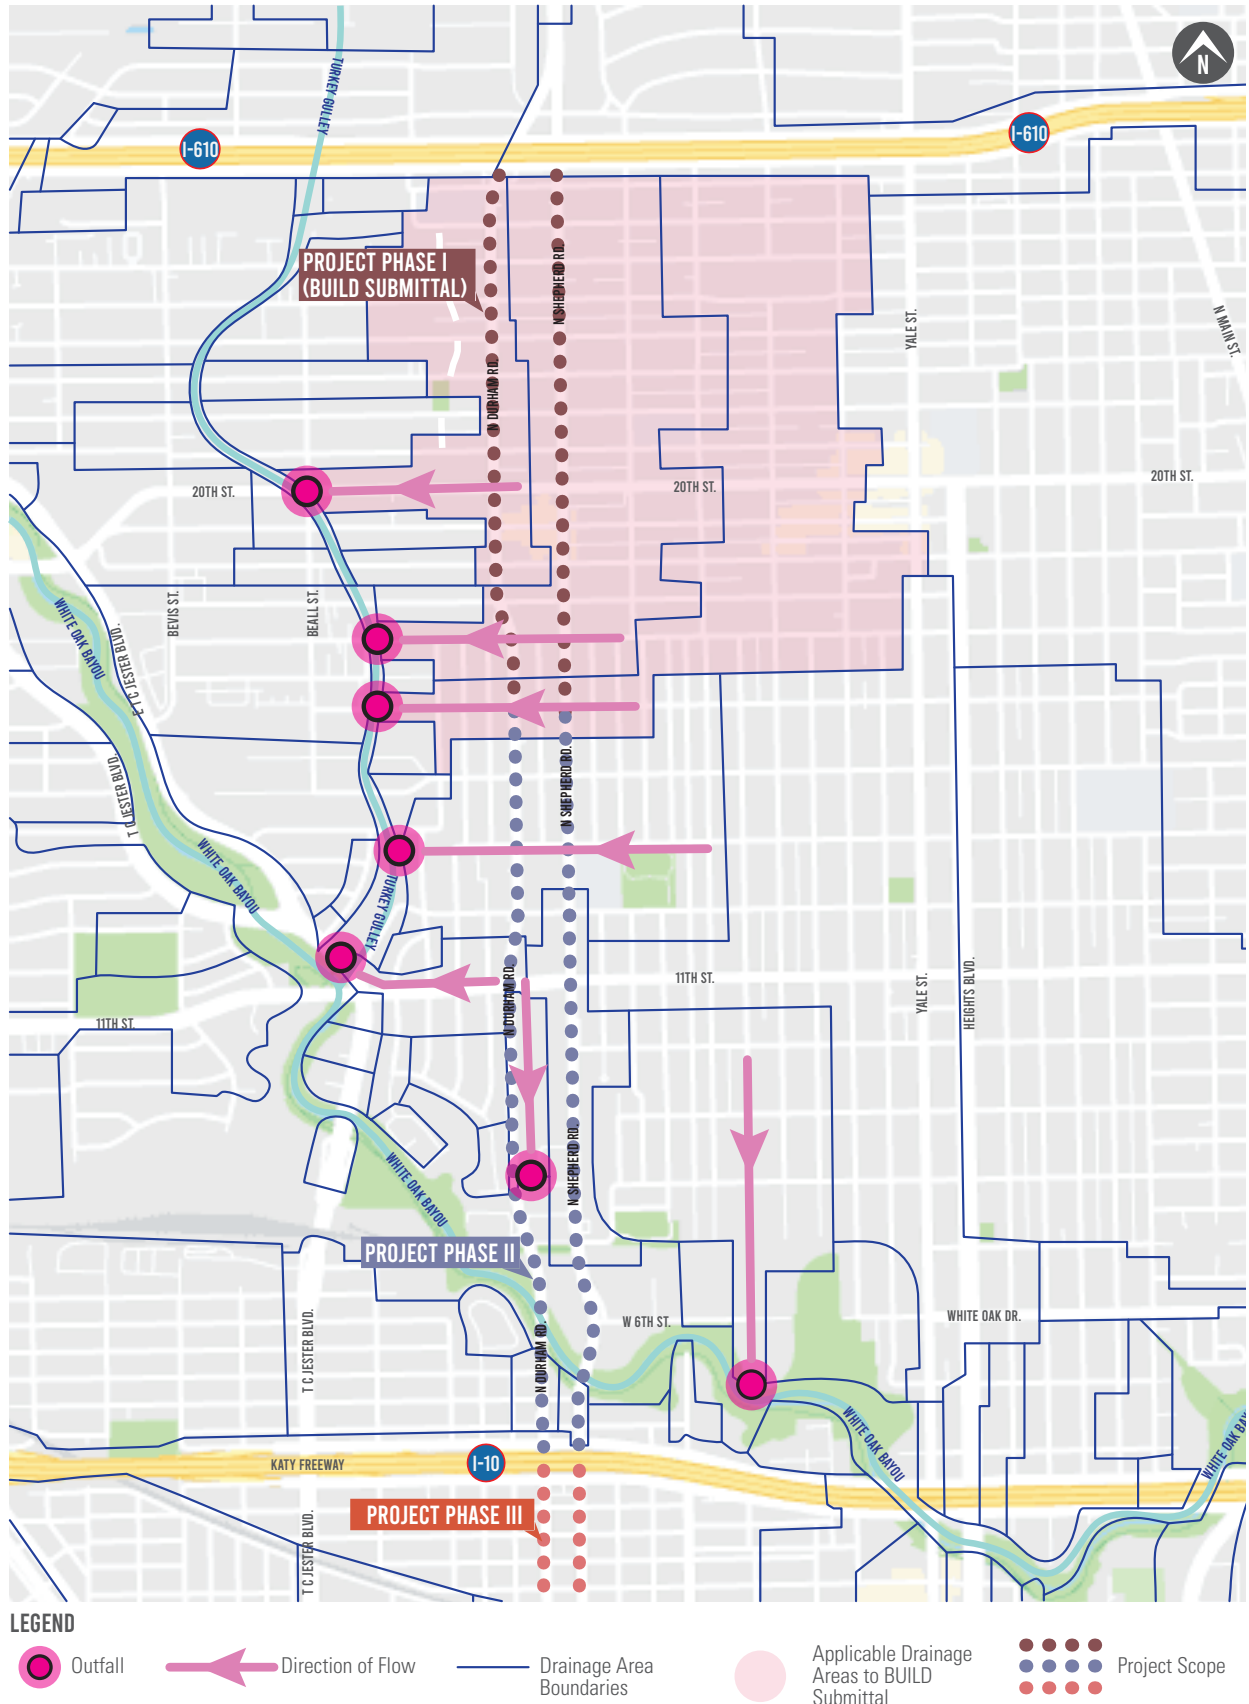 N
TURKEY GULLEY
I-610
I-610
PROJECT PHASE I
(BUILD SUBMITTAL)
N SHEPHERD RD.
YALE ST.
N MAIN ST.
N DURHAM RD.
20TH ST.
20TH ST.
20TH ST.
WHITE OAK BAYOU
E T C JESTER BLVD.
BEVIS ST.
BEALL ST.
T C JESTER BLVD.
N SHEPHERD RD.
WHITE OAK BAYOU
TURKEY GULLEY
11TH ST.
11TH ST.
N DURHAM RD.
YALE ST.
HEIGHTS BLVD.
WHITE OAK BAYOU
N SHEPHERD RD.
PROJECT PHASE II
T C JESTER BLVD.
N DURHAM RD.
W 6TH ST.
WHITE OAK DR.
WHITE OAK BAYOU
WHITE OAK BAY
KATY FREEWAY
I-10
PROJECT PHASE III
T C JESTER BLVD.
LEGEND
Outfall
Direction of Flow
Drainage Area
Boundaries
Applicable Drainage
Areas to BUILD
Submittal
Project Scope